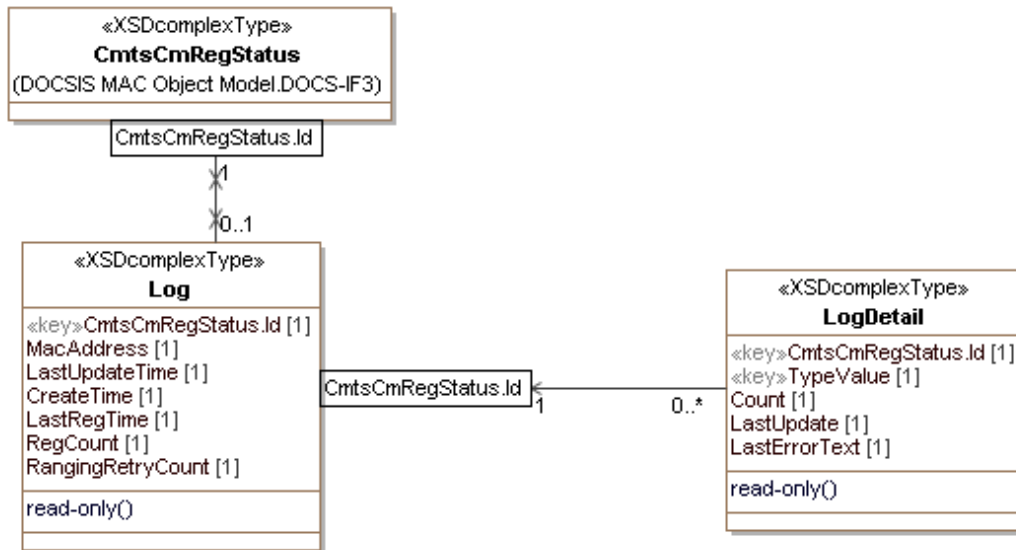 «XSDcomplexType»
CmtsCmRegStatus
(DOCSIS MAC Object Model.DOCS-IF3)
CmtsCmRegStatus.Id
1
0..1
«XSDcomplexType»
Log
«key»CmtsCmRegStatus.Id [1]
MacAddress [1]
LastUpdateTime [1]
CreateTime [1]
LastRegTime [1]
RegCount [1]
RangingRetryCount [1]
read-only()
CmtsCmRegStatus.Id
1
0..*
«XSDcomplexType»
LogDetail
«key»CmtsCmRegStatus.Id [1]
«key»TypeValue [1]
Count [1]
LastUpdate [1]
LastErrorText [1]
read-only()